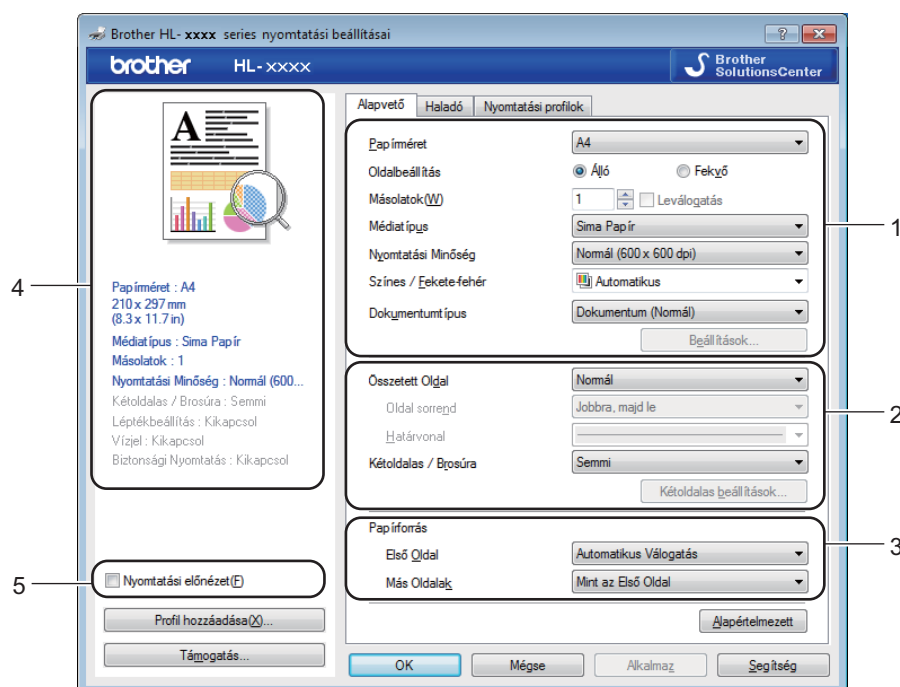 Brother HL- xxxx series nyomtatási beállításai
brother HL-xxxx
Brother
SolutionsCenter
Alapvető Haladó Nyomtatási profilok
A
Papírméret : A4
210 x 297 mm
(8.3 x 11.7 in)
Médiatípus : Sima Papír
Másolatok : 1
Nyomtatási Minőség : Normál (600...
Kétoldalas / Brosúra : Semmi
Léptékbeállítás : Kikapcsol
Vízjel : Kikapcsol
Biztonsági Nyomtatás : Kikapcsol
4
Nyomtatási előnézet(F)
5
Profil hozzáadása(X)...
Támogatás...
Papírméret A4
Oldalbeállítás Álló Fekvő
Másolatok(W) 1 Leválogatás
Médiatípus Sima Papír
1
Nyomtatási Minőség Normál (600 x 600 dpi)
Színes / Fekete-fehér Automatikus
Dokumentumtípus Dokumentum (Normál)
Beállítások...
Összetett Oldal Normál
Oldal sorrend Jobbra, majd le
2
Határvonal
Kétoldalas / Brosúra Semmi
Kétoldalas beállítások...
Papírforrás
3
Első Oldal Automatikus Válogatás
Más Oldalak Mint az Első Oldal
Alapértelmezett
OK Mégse Alkalmaz Segítség